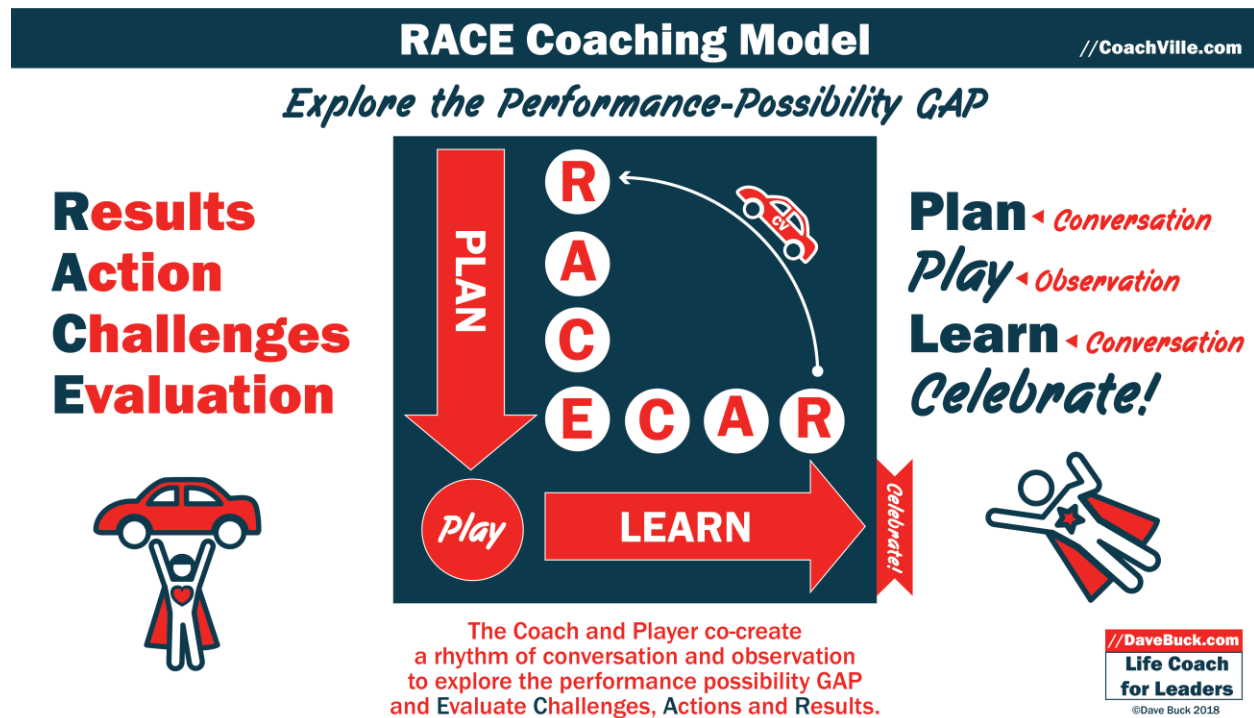 RACE Coaching Model
//CoachVille.com
Explore the Performance-Possibility GAP
Results
Action
Challenges
Evaluation
PLAN
R
A
C
E C A R
CV
Play
LEARN
Celebrate!
Plan ◂ Conversation
Play ◂ Observation
Learn ◂ Conversation
Celebrate!
The Coach and Player co-create
a rhythm of conversation and observation
to explore the performance possibility GAP
and Evaluate Challenges, Actions and Results.
//DaveBuck.com
Life Coach
for Leaders
©Dave Buck 2018